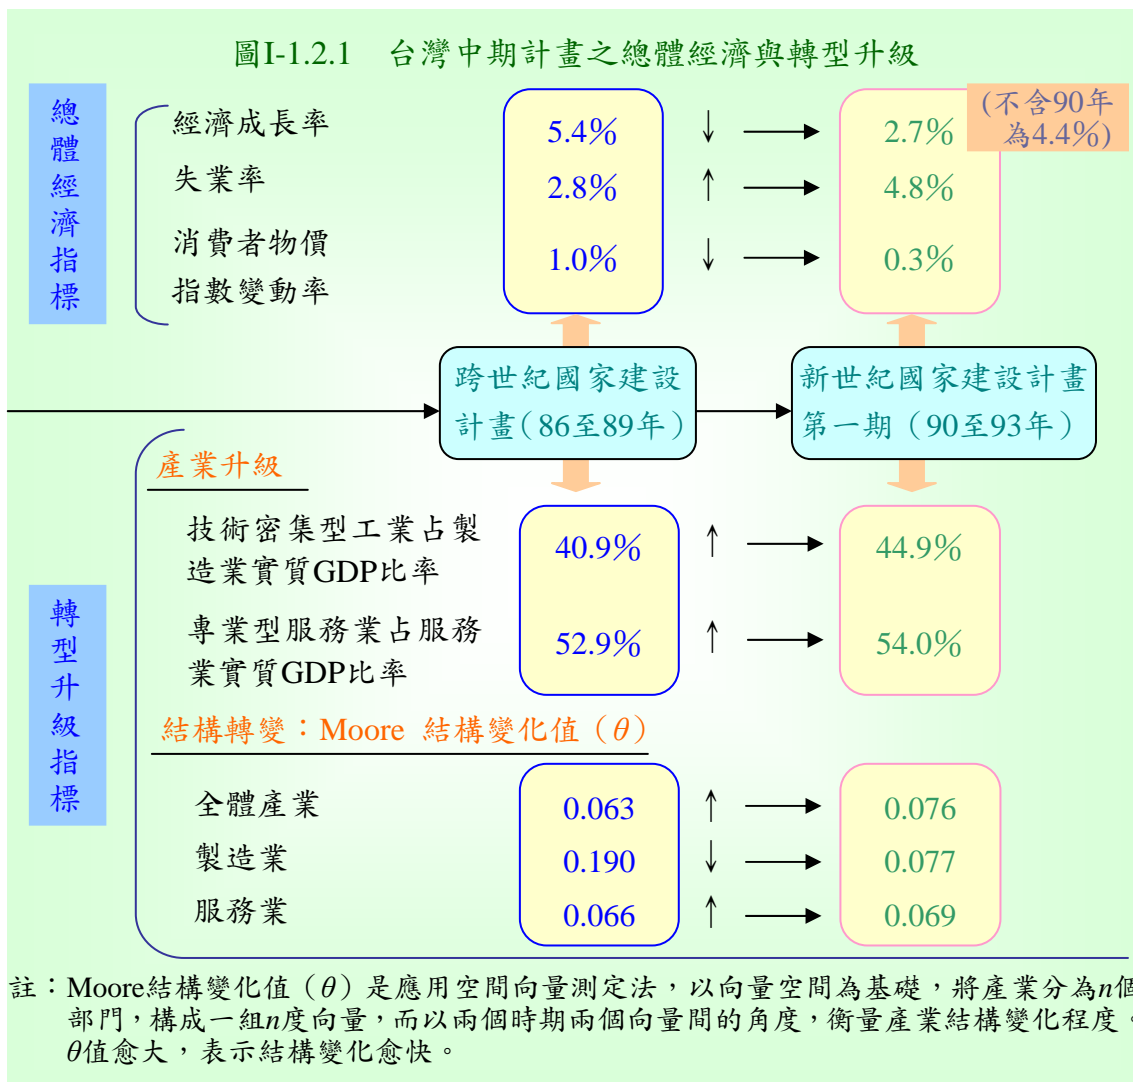 圖I-1.2.1 台灣中期計畫之總體經濟與轉型升級
總體經濟指標
經濟成長率 5.4% ↓ 2.7% (不含90年
為4.4%)
失業率 2.8% ↑ 4.8%
消費者物價
指數變動率 1.0% ↓ 0.3%
跨世紀國家建設
計畫(86至89年)
新世紀國家建設計畫
第一期(90至93年)
轉型升級指標
產業升級
技術密集型工業占製
造業實質GDP比率 40.9% ↑ 44.9%
專業型服務業占服務
業實質GDP比率 52.9% ↑ 54.0%
結構轉變:Moore 結構變化值(θ)
全體產業 0.063 ↑ 0.076
製造業 0.190 ↓ 0.077
服務業 0.066 ↑ 0.069
註:Moore結構變化值(θ)是應用空間向量測定法,以向量空間為基礎,將產業分為n個
部門,構成一組n度向量,而以兩個時期兩個向量間的角度,衡量產業結構變化程度。
θ值愈大,表示結構變化愈快。